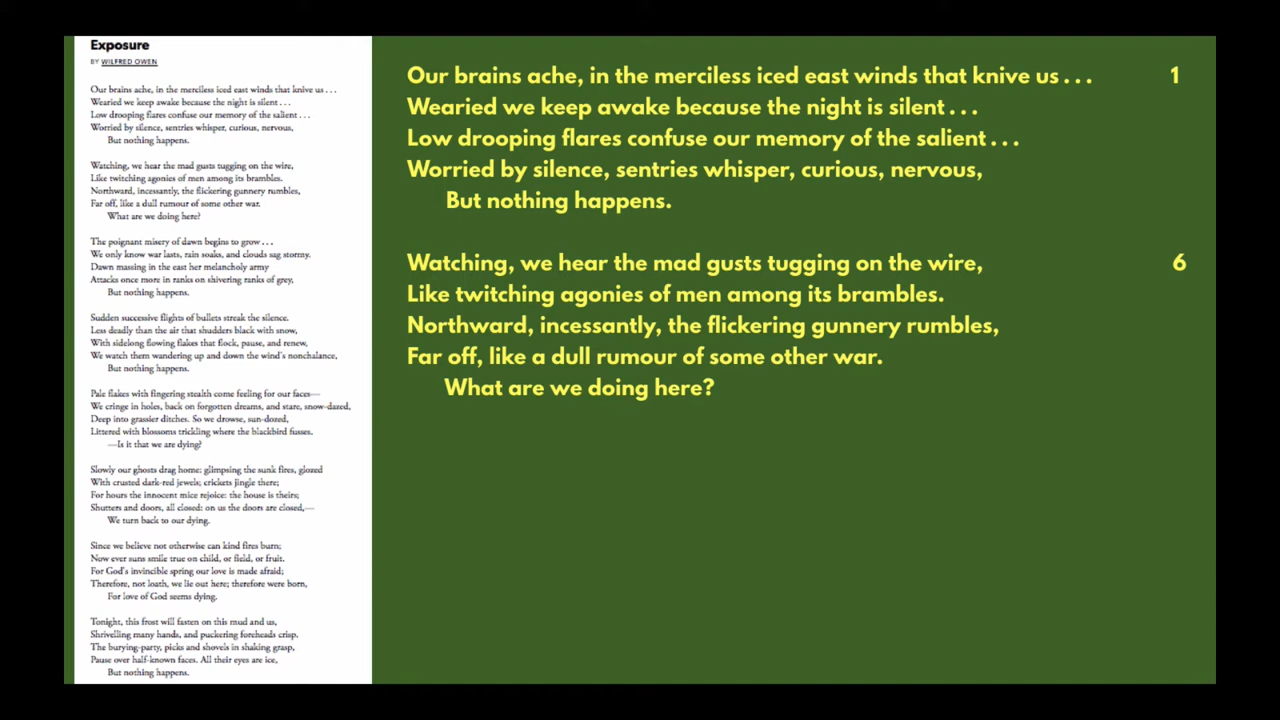 Exposure
BY WILFRED OWEN
Our brains ache, in the merciless iced east winds that knive us . . .
Wearied we keep awake because the night is silent . . .
Low drooping flares confuse our memory of the salient . . .
Worried by silence, sentries whisper, curious, nervous,
But nothing happens.
Watching, we hear the mad gusts tugging on the wire,
Like twitching agonies of men among its brambles.
Northward, incessantly, the flickering gunnery rumbles,
Far off, like a dull rumour of some other war.
What are we doing here?
The poignant misery of dawn begins to grow . . .
We only know war lasts, rain soaks, and clouds sag stormy.
Dawn massing in the east her melancholy army
Attacks once more in ranks on shivering ranks of grey,
But nothing happens.
Sudden successive flights of bullets streak the silence.
Less deadly than the air that shudders black with snow,
With sidelong flowing flakes that flock, pause, and renew,
We watch them wandering up and down the wind's nonchalance,
But nothing happens.
Pale flakes with fingering stealth come feeling for our faces—
We cringe in holes, back on forgotten dreams, and stare, snow-dazed,
Deep into grassier ditches. So we drowse, sun-dozed,
Littered with blossoms trickling where the blackbird fusses.
—Is it that we are dying?
Slowly our ghosts drag home: glimpsing the sunk fires, glozed
With crusted dark-red jewels; crickets jingle there;
For hours the innocent mice rejoice: the house is theirs;
Shutters and doors, all closed: on us the doors are closed,—
We turn back to our dying.
Since we believe not otherwise can kind fires burn;
Now ever suns smile true on child, or field, or fruit.
For God's invincible spring our love is made afraid;
Therefore, not loath, we lie out here; therefore were born,
For love of God seems dying.
Tonight, this frost will fasten on this mud and us,
Shrivelling many hands, and puckering foreheads crisp.
The burying-party, picks and shovels in shaking grasp,
Pause over half-known faces. All their eyes are ice,
But nothing happens.
Our brains ache, in the merciless iced east winds that knive us . . . 1
Wearied we keep awake because the night is silent . . .
Low drooping flares confuse our memory of the salient . . .
Worried by silence, sentries whisper, curious, nervous,
But nothing happens.
Watching, we hear the mad gusts tugging on the wire, 6
Like twitching agonies of men among its brambles.
Northward, incessantly, the flickering gunnery rumbles,
Far off, like a dull rumour of some other war.
What are we doing here?